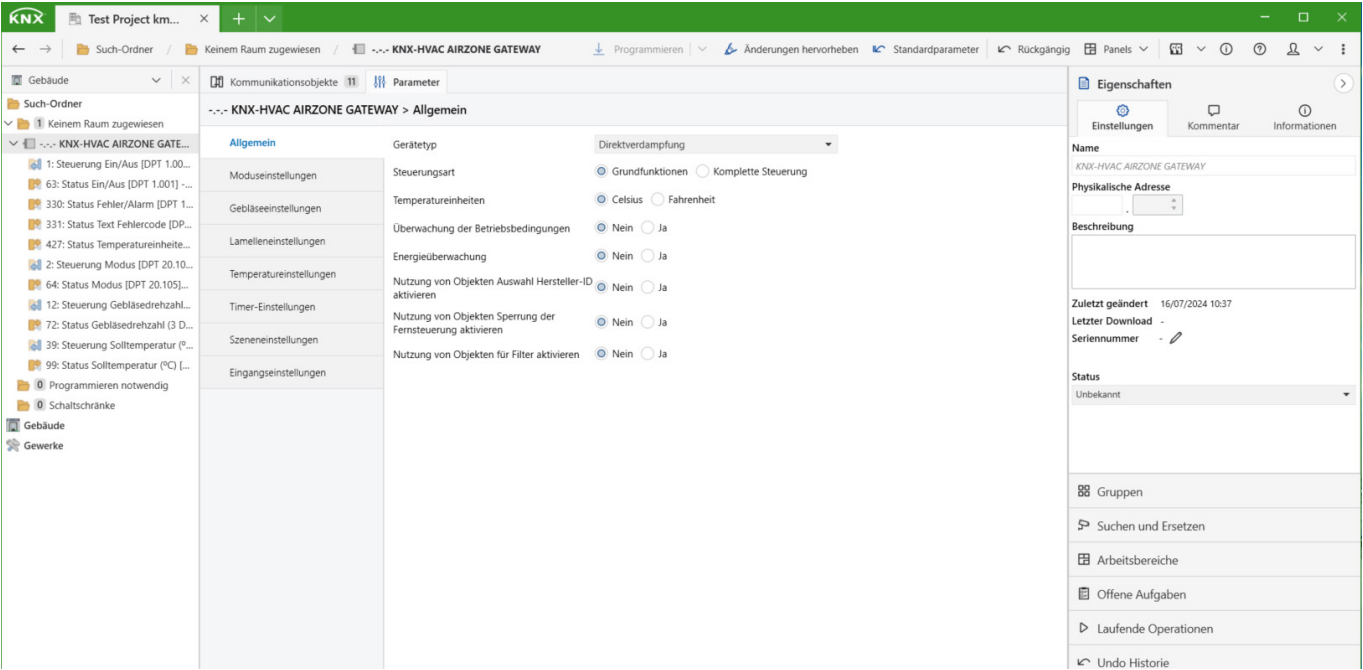 KNX Test Project km...
Such-Ordner / Keinem Raum zugewiesen / -.-.- KNX-HVAC AIRZONE GATEWAY Programmieren Änderungen hervorheben Standardparameter Rückgängig Panels
Gebäude
Such-Ordner
1 Keinem Raum zugewiesen
-.-.- KNX-HVAC AIRZONE GATE...
1: Steuerung Ein/Aus [DPT 1.00...
63: Status Ein/Aus [DPT 1.001] -...
330: Status Fehler/Alarm [DPT 1...
331: Status Text Fehlercode [DP...
427: Status Temperatureinheite...
2: Steuerung Modus [DPT 20.10...
64: Status Modus [DPT 20.105]...
12: Steuerung Gebläsedrehzahl...
72: Status Gebläsedrehzahl (3 D...
39: Steuerung Solltemperatur (º...
99: Status Solltemperatur (ºC) [...
0 Programmieren notwendig
0 Schaltschränke
Gebäude
Gewerke
Kommunikationsobjekte 11 Parameter
-.-.- KNX-HVAC AIRZONE GATEWAY > Allgemein
Allgemein
Moduseinstellungen
Gebläseeinstellungen
Lamelleneinstellungen
Temperatureinstellungen
Timer-Einstellungen
Szeneneinstellungen
Eingangseinstellungen
Gerätetyp Direktverdampfung
Steuerungsart Grundfunktionen Komplette Steuerung
Temperatureinheiten Celsius Fahrenheit
Überwachung der Betriebsbedingungen Nein Ja
Energieüberwachung Nein Ja
Nutzung von Objekten Auswahl Hersteller-ID
aktivieren Nein Ja
Nutzung von Objekten Sperrung der
Fernsteuerung aktivieren Nein Ja
Nutzung von Objekten für Filter aktivieren Nein Ja
Eigenschaften
Einstellungen Kommentar Informationen
Name
KNX-HVAC AIRZONE GATEWAY
Physikalische Adresse
.
Beschreibung
Zuletzt geändert 16/07/2024 10:37
Letzter Download -
Seriennummer -
Status
Unbekannt
Gruppen
Suchen und Ersetzen
Arbeitsbereiche
Offene Aufgaben
Laufende Operationen
Undo Historie